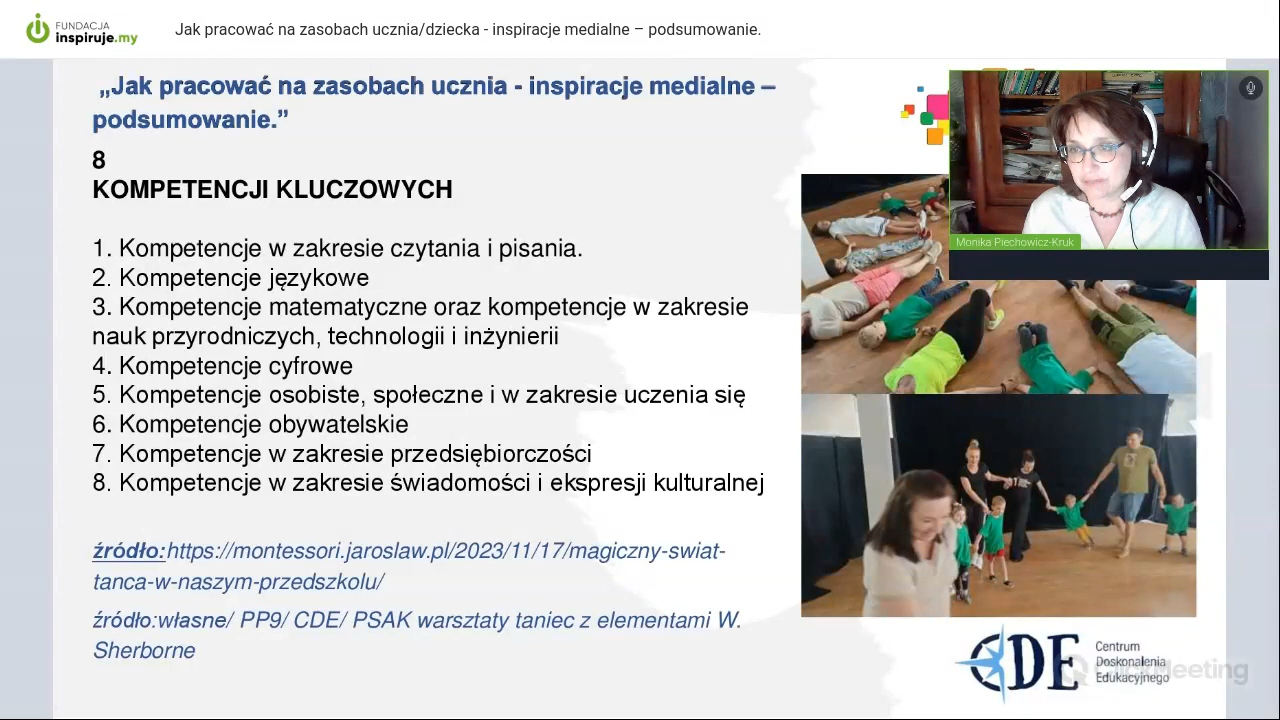 FUNDACJA
inspiruje.my
Jak pracować na zasobach ucznia/dziecka - inspiracje medialne – podsumowanie.
„Jak pracować na zasobach ucznia - inspiracje medialne –
podsumowanie.”
8
KOMPETENCJI KLUCZOWYCH
1. Kompetencje w zakresie czytania i pisania.
2. Kompetencje językowe
3. Kompetencje matematyczne oraz kompetencje w zakresie
nauk przyrodniczych, technologii i inżynierii
4. Kompetencje cyfrowe
5. Kompetencje osobiste, społeczne i w zakresie uczenia się
6. Kompetencje obywatelskie
7. Kompetencje w zakresie przedsiębiorczości
8. Kompetencje w zakresie świadomości i ekspresji kulturalnej
źródło:https://montessori.jaroslaw.pl/2023/11/17/magiczny-swiat-
tanca-w-naszym-przedszkolu/
źródło:własne/ PP9/ CDE/ PSAK warsztaty taniec z elementami W.
Sherborne
Monika Piechowicz-Kruk
CDE
Centrum
Doskonalenia
Edukacyjnego
ClickMeeting